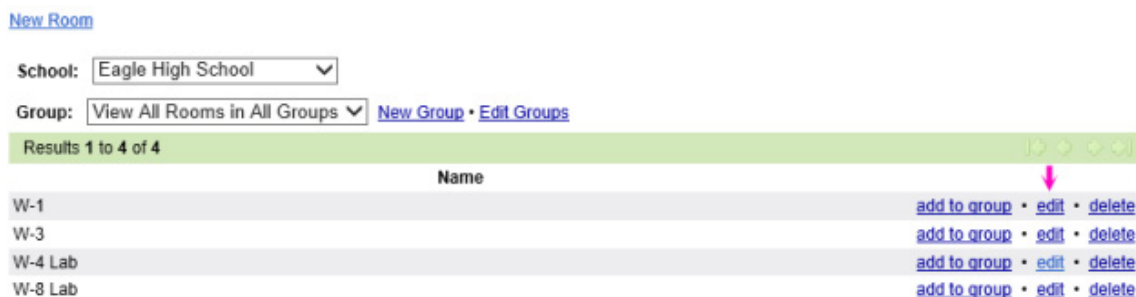 New Room
School: Eagle High School
Group: View All Rooms in All Groups New Group • Edit Groups
Results 1 to 4 of 4
Name
W-1 add to group • edit • delete
W-3 add to group • edit • delete
W-4 Lab add to group • edit • delete
W-8 Lab add to group • edit • delete